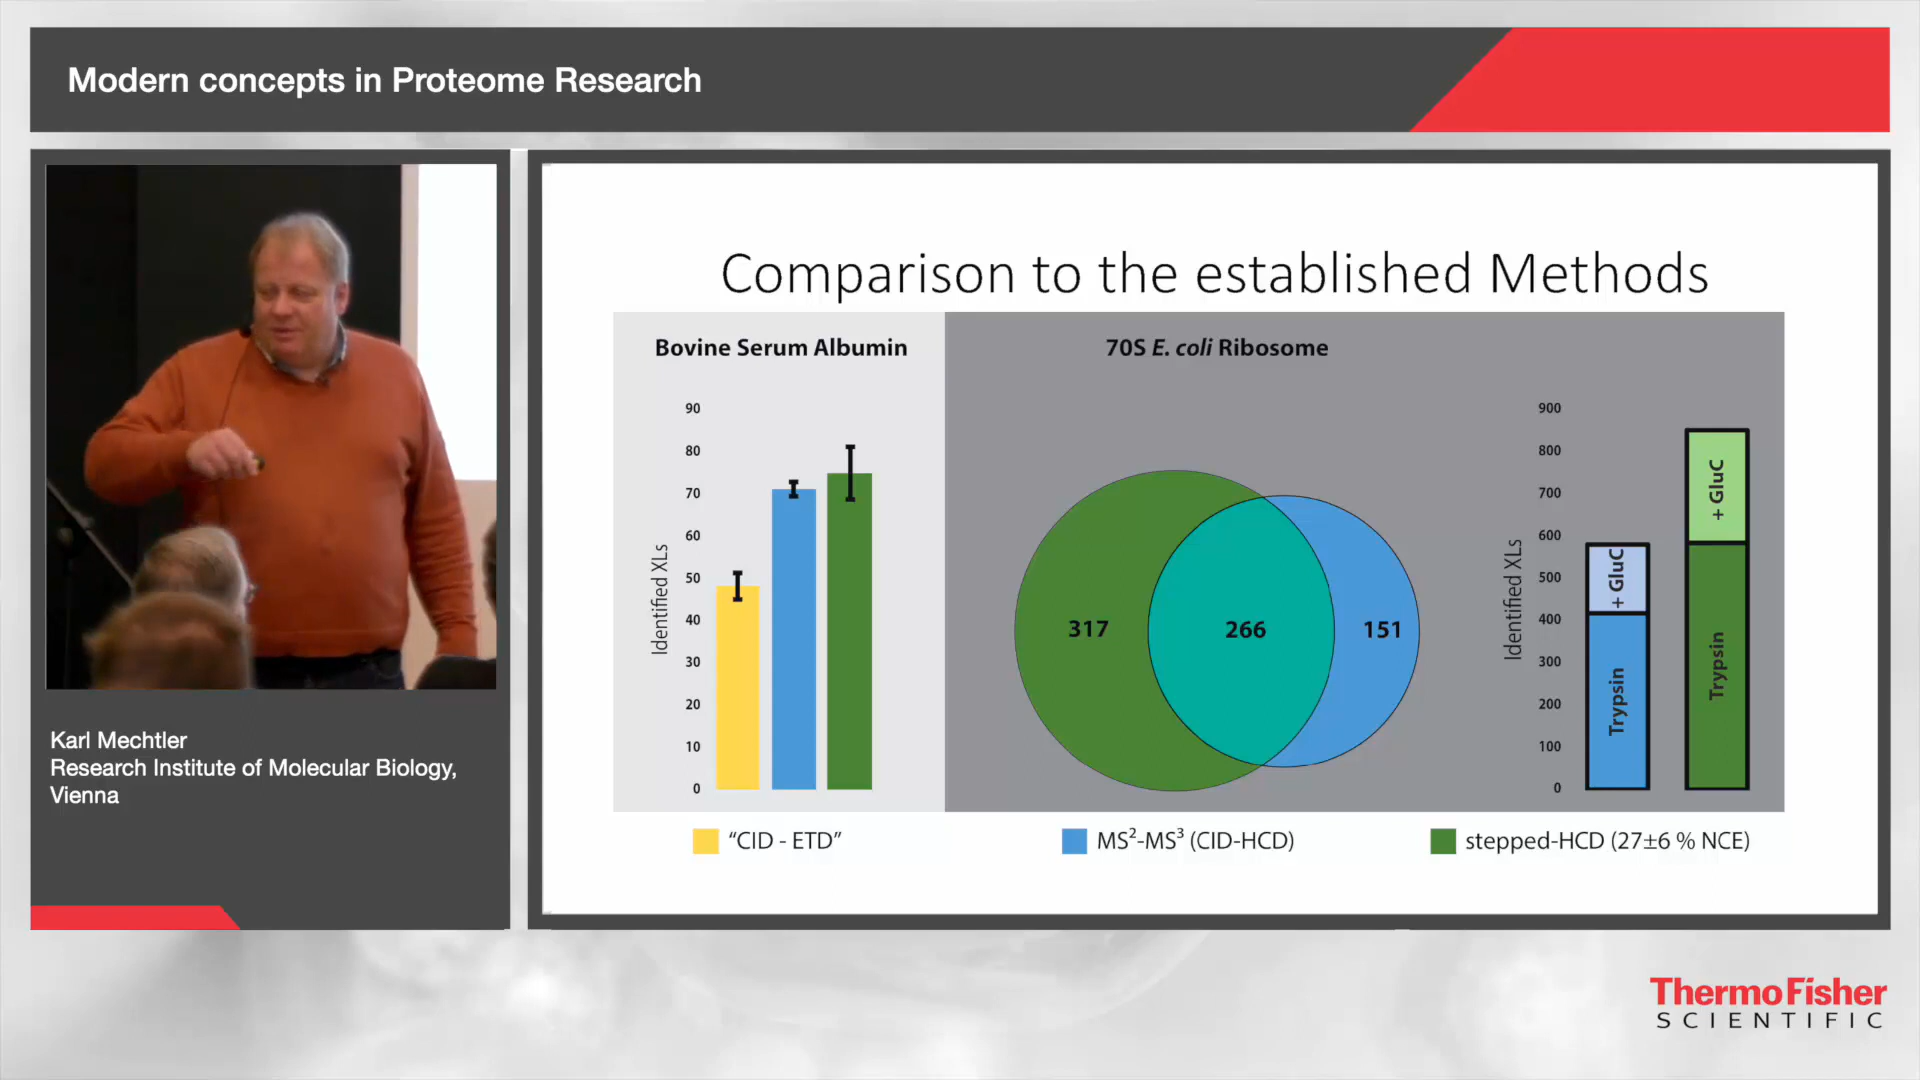 Modern concepts in Proteome Research
Karl Mechtler
Research Institute of Molecular Biology,
Vienna
Comparison to the established Methods
Bovine Serum Albumin
Identified XLs
90
80
70
60
50
40
30
20
10
0
70S E. coli Ribosome
317
266
151
Identified XLs
900
800
700
600
500
400
300
200
100
0
+ GluC
Trypsin
+ GluC
Trypsin
“CID - ETD”
MS²-MS³ (CID-HCD)
stepped-HCD (27±6 % NCE)
ThermoFisher
SCIENTIFIC